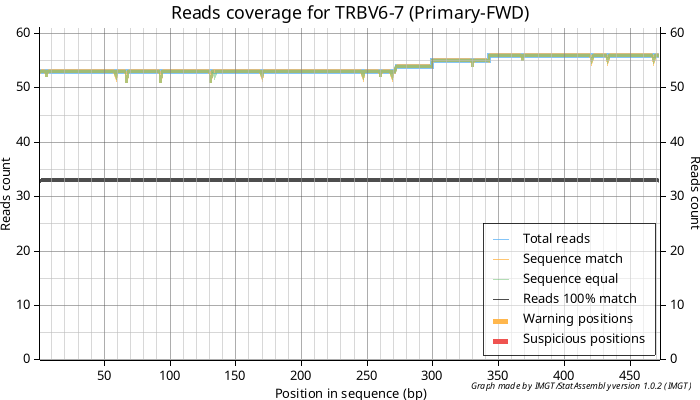 Reads coverage for TRBV6-7 (Primary-FWD)
60 60
50 50
40 40
30 30
20 20
10 10
0 0
Reads count
Reads count
Total reads
Sequence match
Sequence equal
Reads 100% match
Warning positions
Suspicious positions
50 100 150 200 250 300 350 400 450
Position in sequence (bp)
Graph made by IMGT/StatAssembly version 1.0.2 (IMGT)